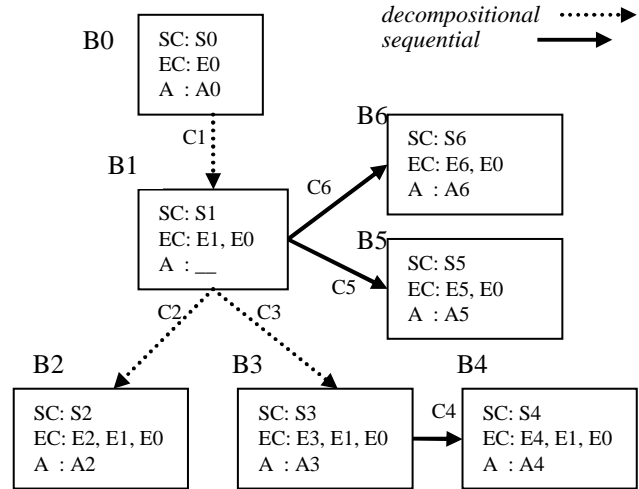 decompositional
sequential
B0
SC: S0
EC: E0
A : A0
C1
B1
SC: S1
EC: E1, E0
A : __
C6
B6
SC: S6
EC: E6, E0
A : A6
C5
B5
SC: S5
EC: E5, E0
A : A5
C2
C3
B2
SC: S2
EC: E2, E1, E0
A : A2
B3
SC: S3
EC: E3, E1, E0
A : A3
C4
B4
SC: S4
EC: E4, E1, E0
A : A4